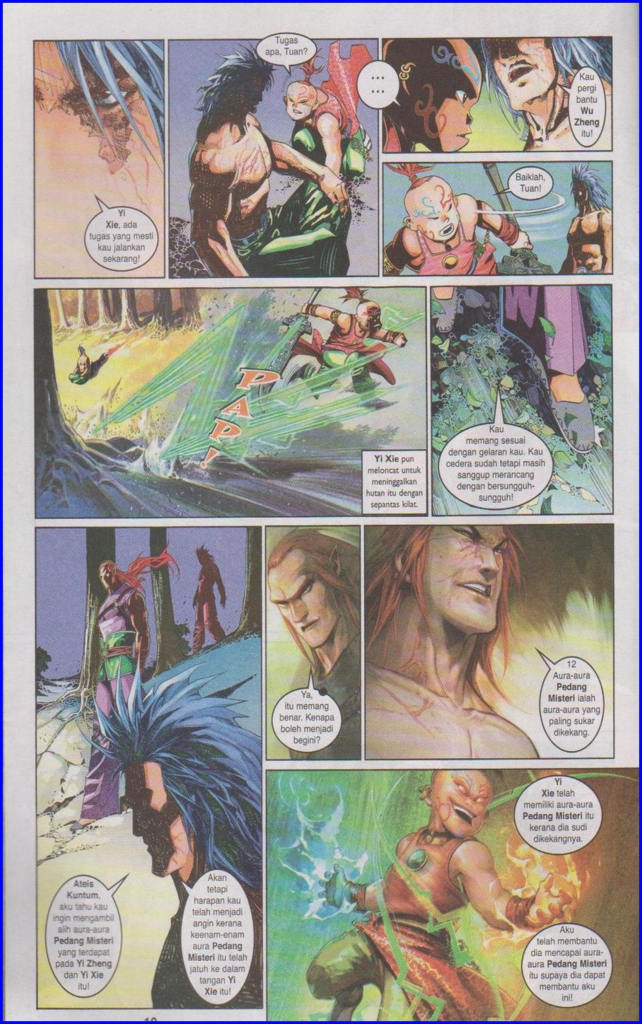 Yi
Xie, ada
tugas yang mesti
kau jalankan
sekarang!
Tugas
apa, Tuan?
...
...
Kau
pergi
bantu
Wu
Zheng
itu!
Baiklah,
Tuan!
PAP!
Yi Xie pun
meloncat untuk
meninggalkan
hutan itu dengan
sepantas kilat.
Kau
memang sesuai
dengan gelaran kau. Kau
cedera sudah tetapi masih
sanggup merancang
dengan bersungguh-
sungguh!
Ateis
Kuntum,
aku tahu kau
ingin mengambil
alih aura-aura
Pedang Misteri
yang terdapat
pada Yi Zheng
dan Yi Xie
itu!
Akan
tetapi
harapan kau
telah menjadi
angin kerana
keenam-enam
aura Pedang
Misteri itu telah
jatuh ke dalam
tangan Yi
Xie itu!
Ya,
itu memang
benar. Kenapa
boleh menjadi
begini?
12
Aura-aura
Pedang
Misteri ialah
aura-aura yang
paling sukar
dikekang.
Yi
Xie telah
memiliki aura-aura
Pedang Misteri itu
kerana dia sudi
dikekangnya.
Aku
telah membantu
dia mencapai aura-
aura Pedang Misteri
itu supaya dia dapat
membantu aku
ini!